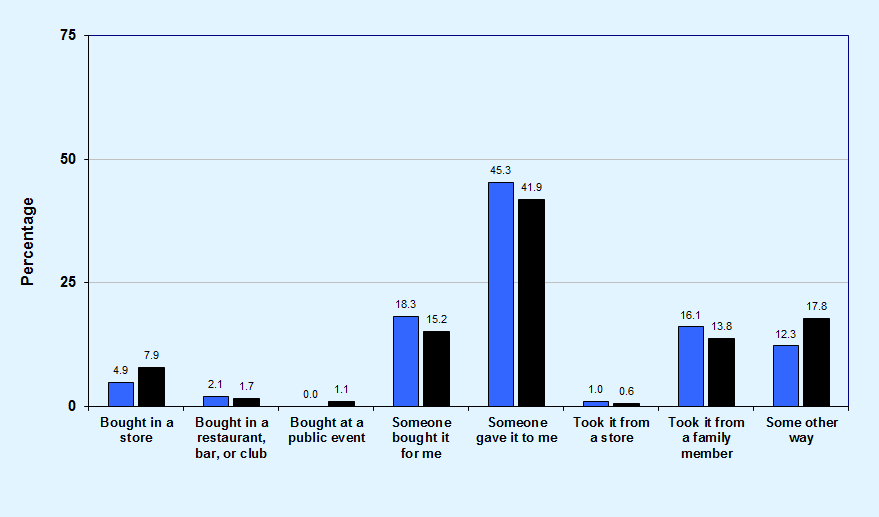 75
50
25
0
Percentage
4.9
7.9
2.1
1.7
0.0
1.1
18.3
15.2
45.3
41.9
1.0
0.6
16.1
13.8
12.3
17.8
Bought in a
store
Bought in a
restaurant,
bar, or club
Bought at a
public event
Someone
bought it
for me
Someone
gave it to me
Took it from
a store
Took it from
a family
member
Some other
way